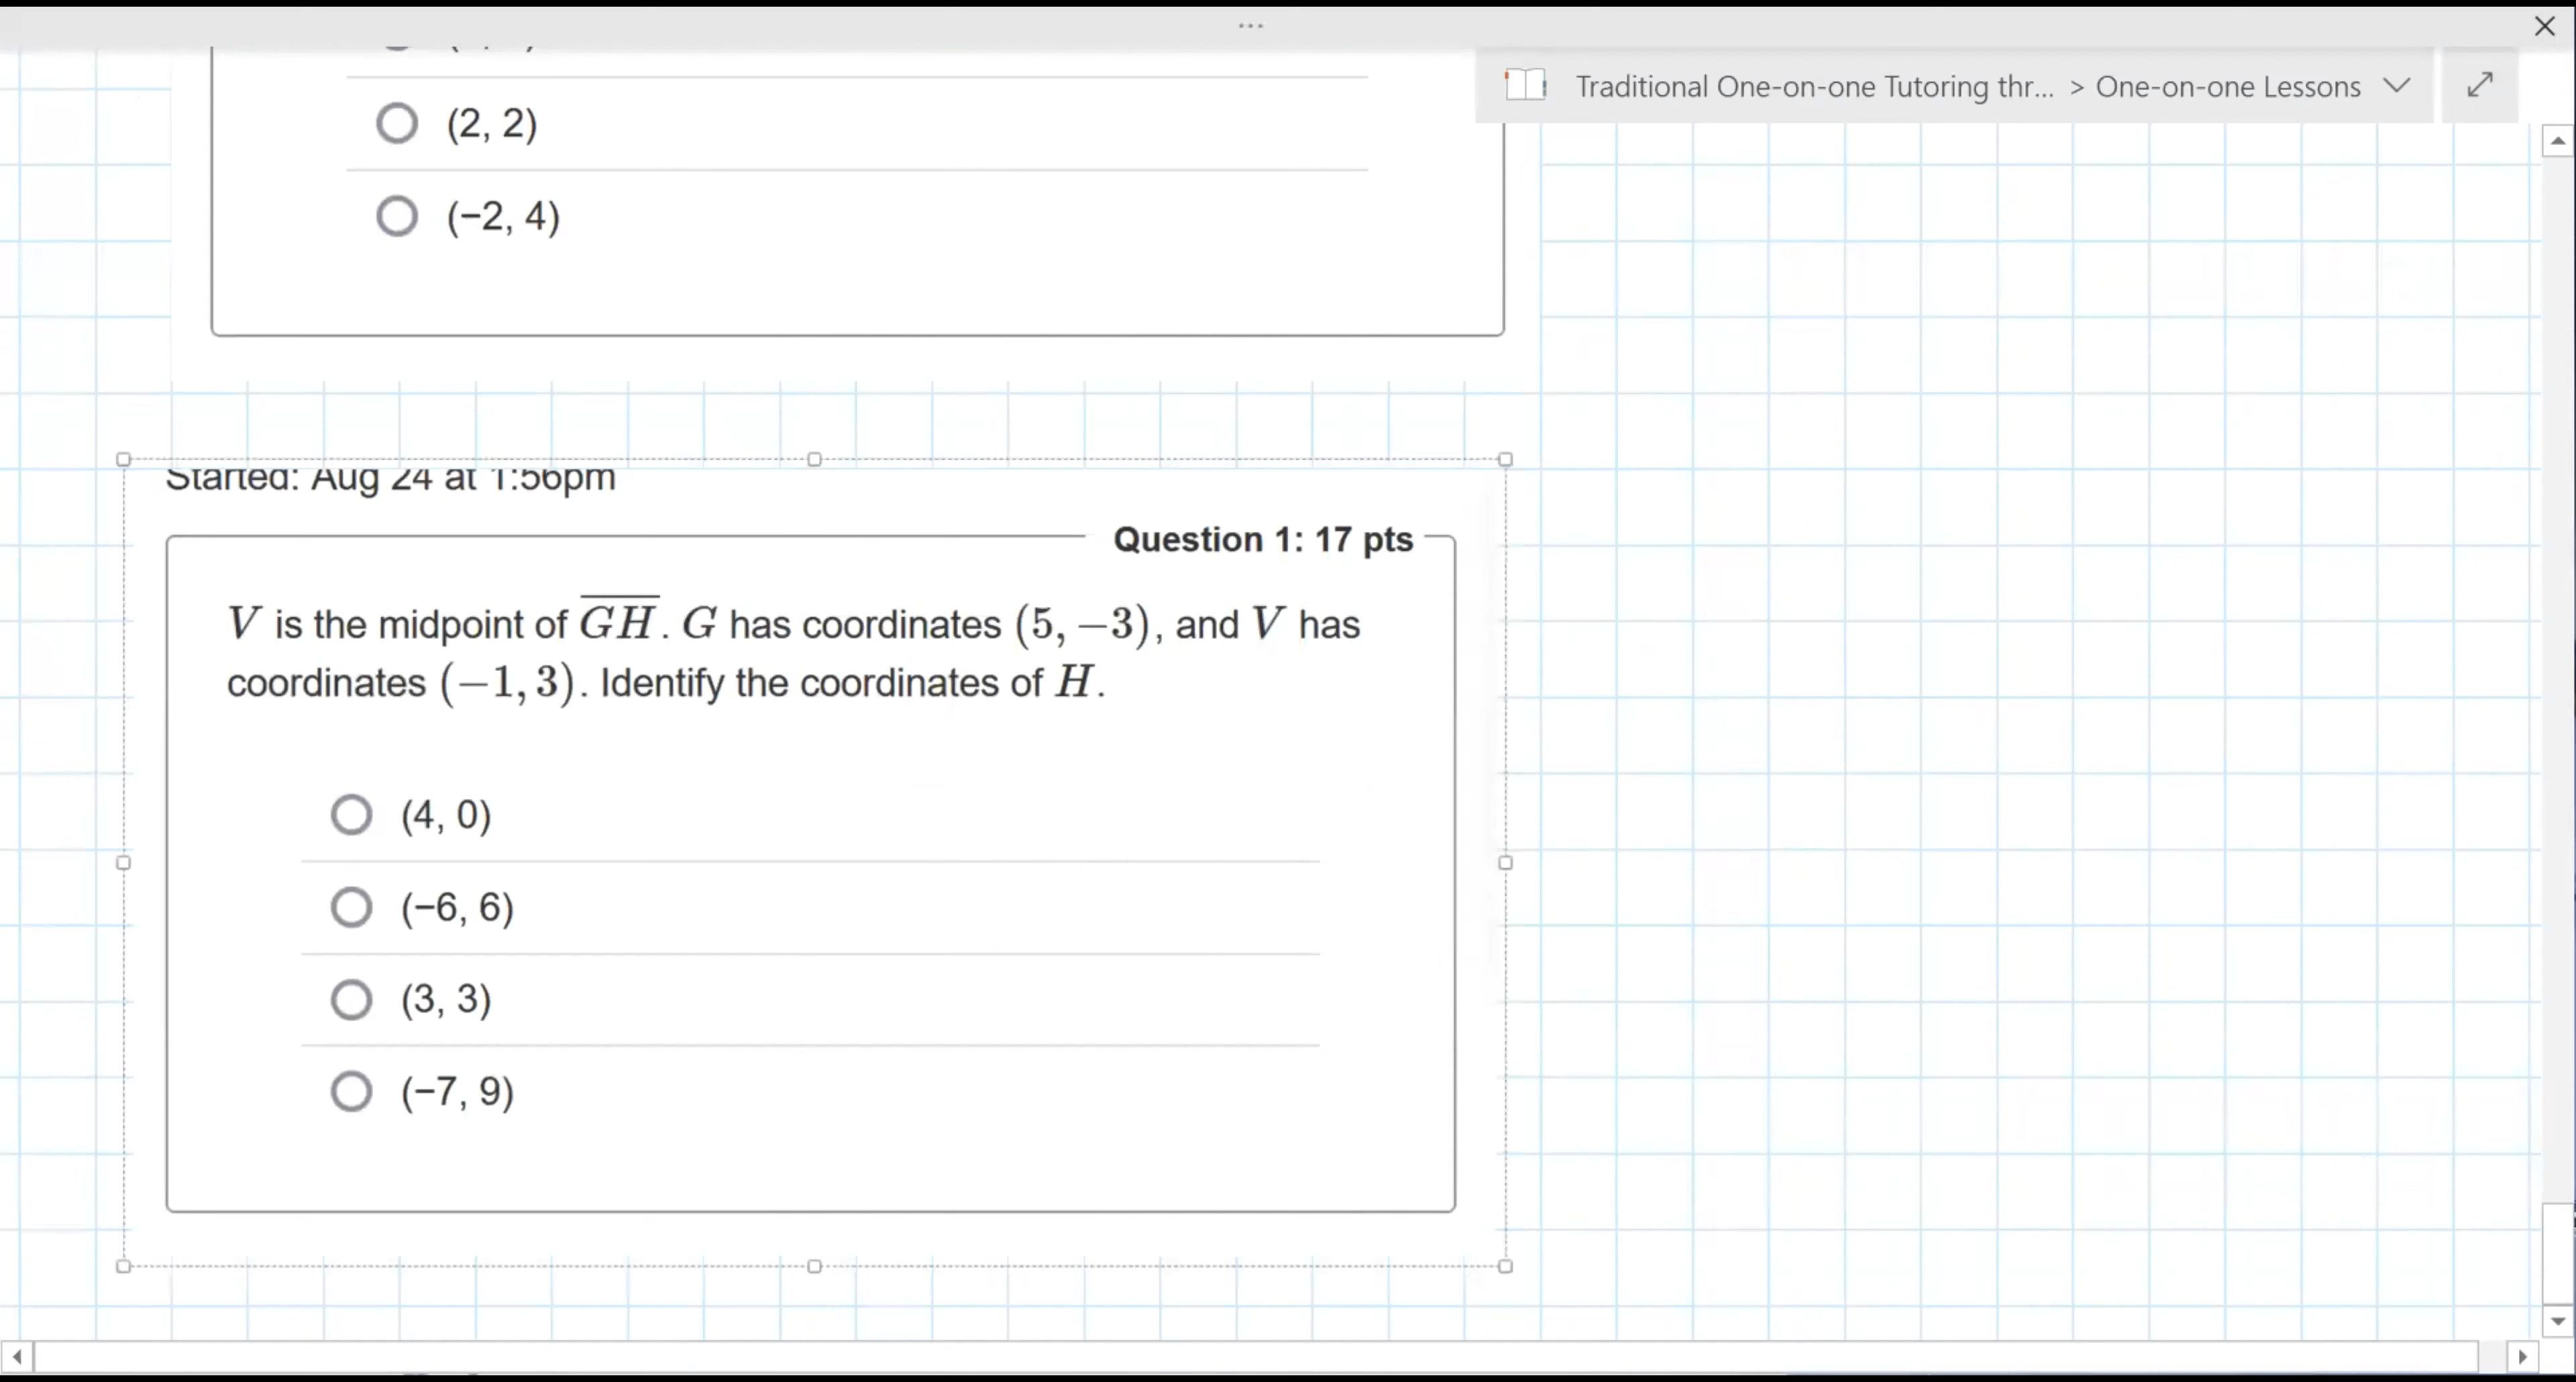 ...
Traditional One-on-one Tutoring thr... > One-on-one Lessons
(2, 2)
(−2, 4)
Started: Aug 24 at 1:56pm
Question 1: 17 pts
V is the midpoint of \overline{GH}. G has coordinates (5, −3), and V has
coordinates (−1, 3). Identify the coordinates of H.
(4, 0)
(−6, 6)
(3, 3)
(−7, 9)